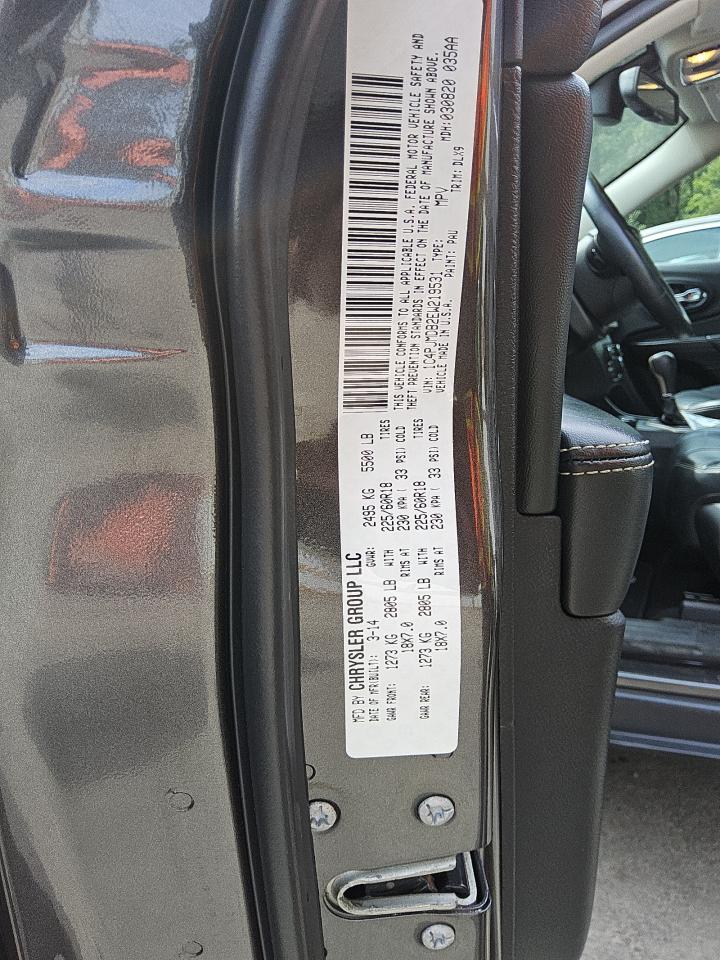 MFD BY CHRYSLER GROUP LLC
DATE OF MFR(BUILT): 3-14 GVWR: 2495 KG 5500 LB
GAWR FRONT: 1273 KG 2805 LB WITH 225/60R18 TIRES
18X7.0 RIMS AT 230 KPA ( 33 PSI) COLD
GAWR REAR: 1273 KG 2805 LB WITH 225/60R18 TIRES
18X7.0 RIMS AT 230 KPA ( 33 PSI) COLD
THIS VEHICLE CONFORMS TO ALL APPLICABLE U.S.A. FEDERAL MOTOR VEHICLE SAFETY AND
THEFT PREVENTION STANDARDS IN EFFECT ON THE DATE OF MANUFACTURE SHOWN ABOVE.
VIN: 1C4PJMDB2EW219531 TYPE: MPV MDH:030820 035AA
VEHICLE MADE IN U.S.A. PAINT: PAU TRIM: DLX9